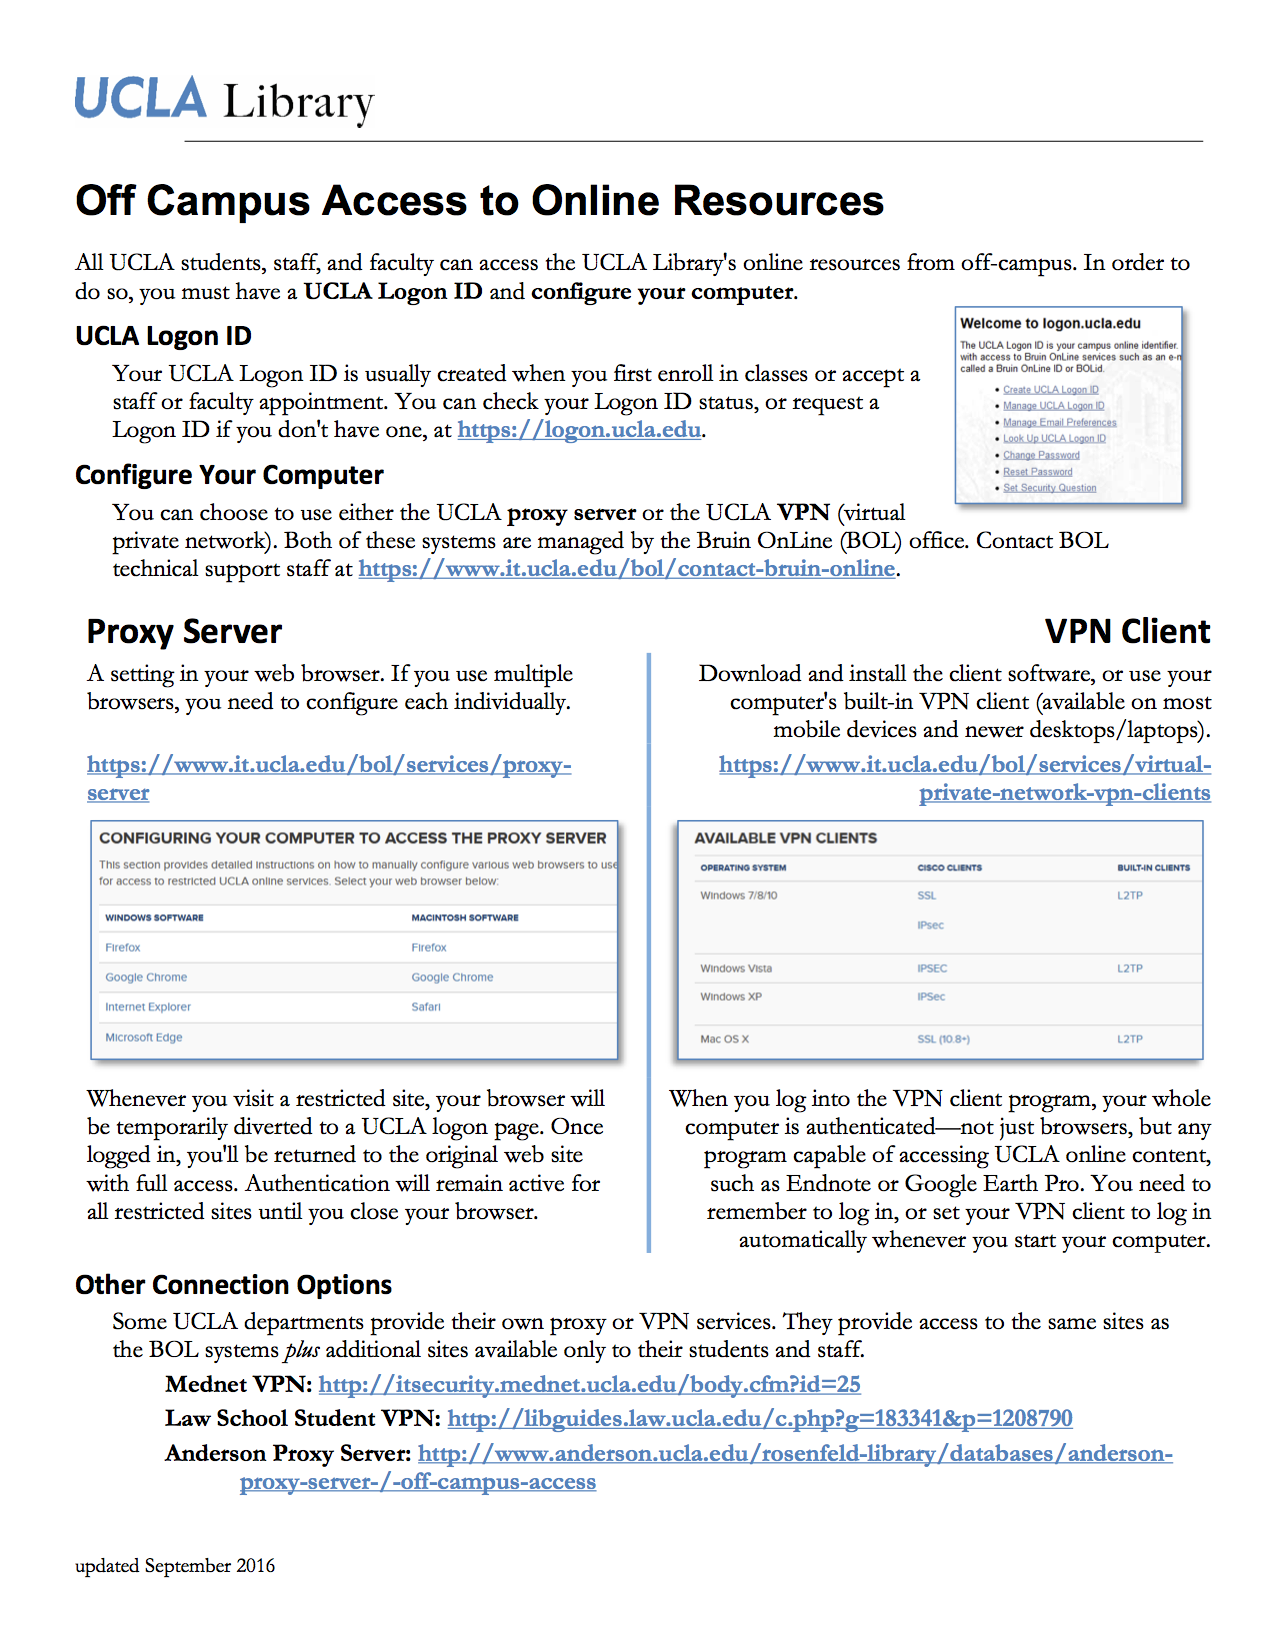 UCLA Library
Off Campus Access to Online Resources
All UCLA students, staff, and faculty can access the UCLA Library's online resources from off-campus. In order to
do so, you must have a UCLA Logon ID and configure your computer.
UCLA Logon ID
Your UCLA Logon ID is usually created when you first enroll in classes or accept a
staff or faculty appointment. You can check your Logon ID status, or request a
Logon ID if you don't have one, at https://logon.ucla.edu.
Welcome to logon.ucla.edu
The UCLA Logon ID is your campus online identifier.
with access to Bruin OnLine services such as an e-m
called a Bruin OnLine ID or BOLid.
• Create UCLA Logon ID
• Manage UCLA Logon ID
• Manage Email Preferences
• Look Up UCLA Logon ID
• Change Password
• Reset Password
• Set Security Question
Configure Your Computer
You can choose to use either the UCLA proxy server or the UCLA VPN (virtual
private network). Both of these systems are managed by the Bruin OnLine (BOL) office. Contact BOL
technical support staff at https://www.it.ucla.edu/bol/contact-bruin-online.
Proxy Server
A setting in your web browser. If you use multiple
browsers, you need to configure each individually.
https://www.it.ucla.edu/bol/services/proxy-
server
CONFIGURING YOUR COMPUTER TO ACCESS THE PROXY SERVER
This section provides detailed instructions on how to manually configure various web browsers to use
for access to restricted UCLA online services. Select your web browser below:
WINDOWS SOFTWARE MACINTOSH SOFTWARE
Firefox Firefox
Google Chrome Google Chrome
Internet Explorer Safari
Microsoft Edge
Whenever you visit a restricted site, your browser will
be temporarily diverted to a UCLA logon page. Once
logged in, you'll be returned to the original web site
with full access. Authentication will remain active for
all restricted sites until you close your browser.
VPN Client
Download and install the client software, or use your
computer's built-in VPN client (available on most
mobile devices and newer desktops/laptops).
https://www.it.ucla.edu/bol/services/virtual-
private-network-vpn-clients
AVAILABLE VPN CLIENTS
OPERATING SYSTEM CISCO CLIENTS BUILT-IN CLIENTS
Windows 7/8/10 SSL L2TP
IPsec
Windows Vista IPSEC L2TP
Windows XP IPSec
Mac OS X SSL (10.8+) L2TP
When you log into the VPN client program, your whole
computer is authenticated—not just browsers, but any
program capable of accessing UCLA online content,
such as Endnote or Google Earth Pro. You need to
remember to log in, or set your VPN client to log in
automatically whenever you start your computer.
Other Connection Options
Some UCLA departments provide their own proxy or VPN services. They provide access to the same sites as
the BOL systems plus additional sites available only to their students and staff.
Mednet VPN: http://itsecurity.mednet.ucla.edu/body.cfm?id=25
Law School Student VPN: http://libguides.law.ucla.edu/c.php?g=183341&p=1208790
Anderson Proxy Server: http://www.anderson.ucla.edu/rosenfeld-library/databases/anderson-
proxy-server-/-off-campus-access
updated September 2016